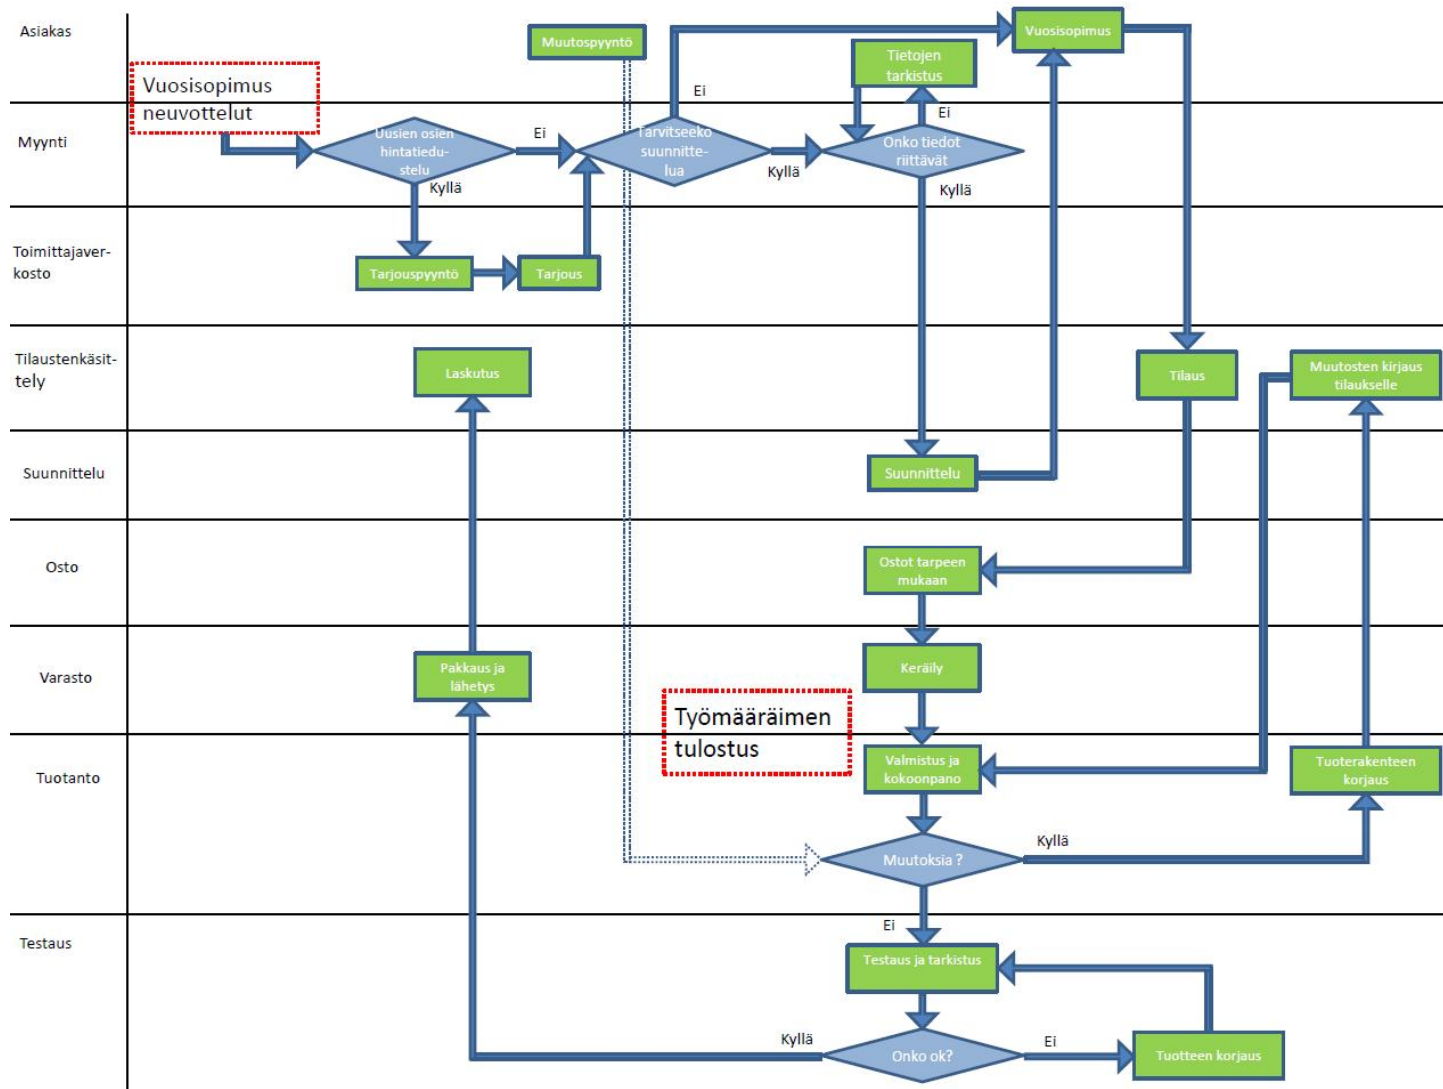 Asiakas
Muutospyyntö
Vuosisopimus
Tietojen
tarkistus
Vuosisopimus
neuvottelut
Ei
Myynti
Uusien osien
hintatiedu-
stelu
Ei
Tarvitseeko
suunnitte-
lua
Kyllä
Ei
Onko tiedot
riittävät
Kyllä
Kyllä
Toimittajaver-
kosto
Tarjouspyyntö
Tarjous
Tilaustenkäsit-
tely
Laskutus
Tilaus
Muutosten kirjaus
tilaukselle
Suunnittelu
Suunnittelu
Osto
Ostot tarpeen
mukaan
Varasto
Pakkaus ja
lähetys
Keräily
Työmääräimen
tulostus
Tuotanto
Valmistus ja
kokoonpano
Tuoterakenteen
korjaus
Muutoksia ?
Kyllä
Ei
Testaus
Testaus ja tarkistus
Kyllä
Onko ok?
Ei
Tuotteen korjaus